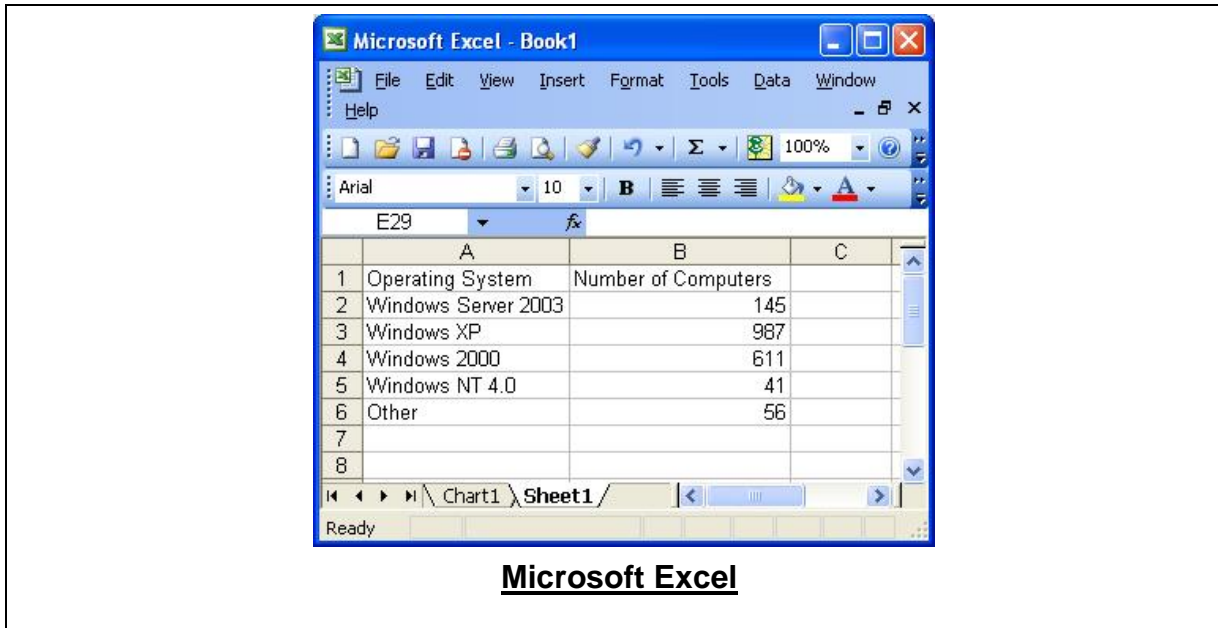 Microsoft Excel - Book1
File Edit View Insert Format Tools Data Window
Help
100%
Arial 10 B A
E29 fx
A B C
1 Operating System Number of Computers
2 Windows Server 2003 145
3 Windows XP 987
4 Windows 2000 611
5 Windows NT 4.0 41
6 Other 56
7
8
Chart1 Sheet1
Ready
Microsoft Excel